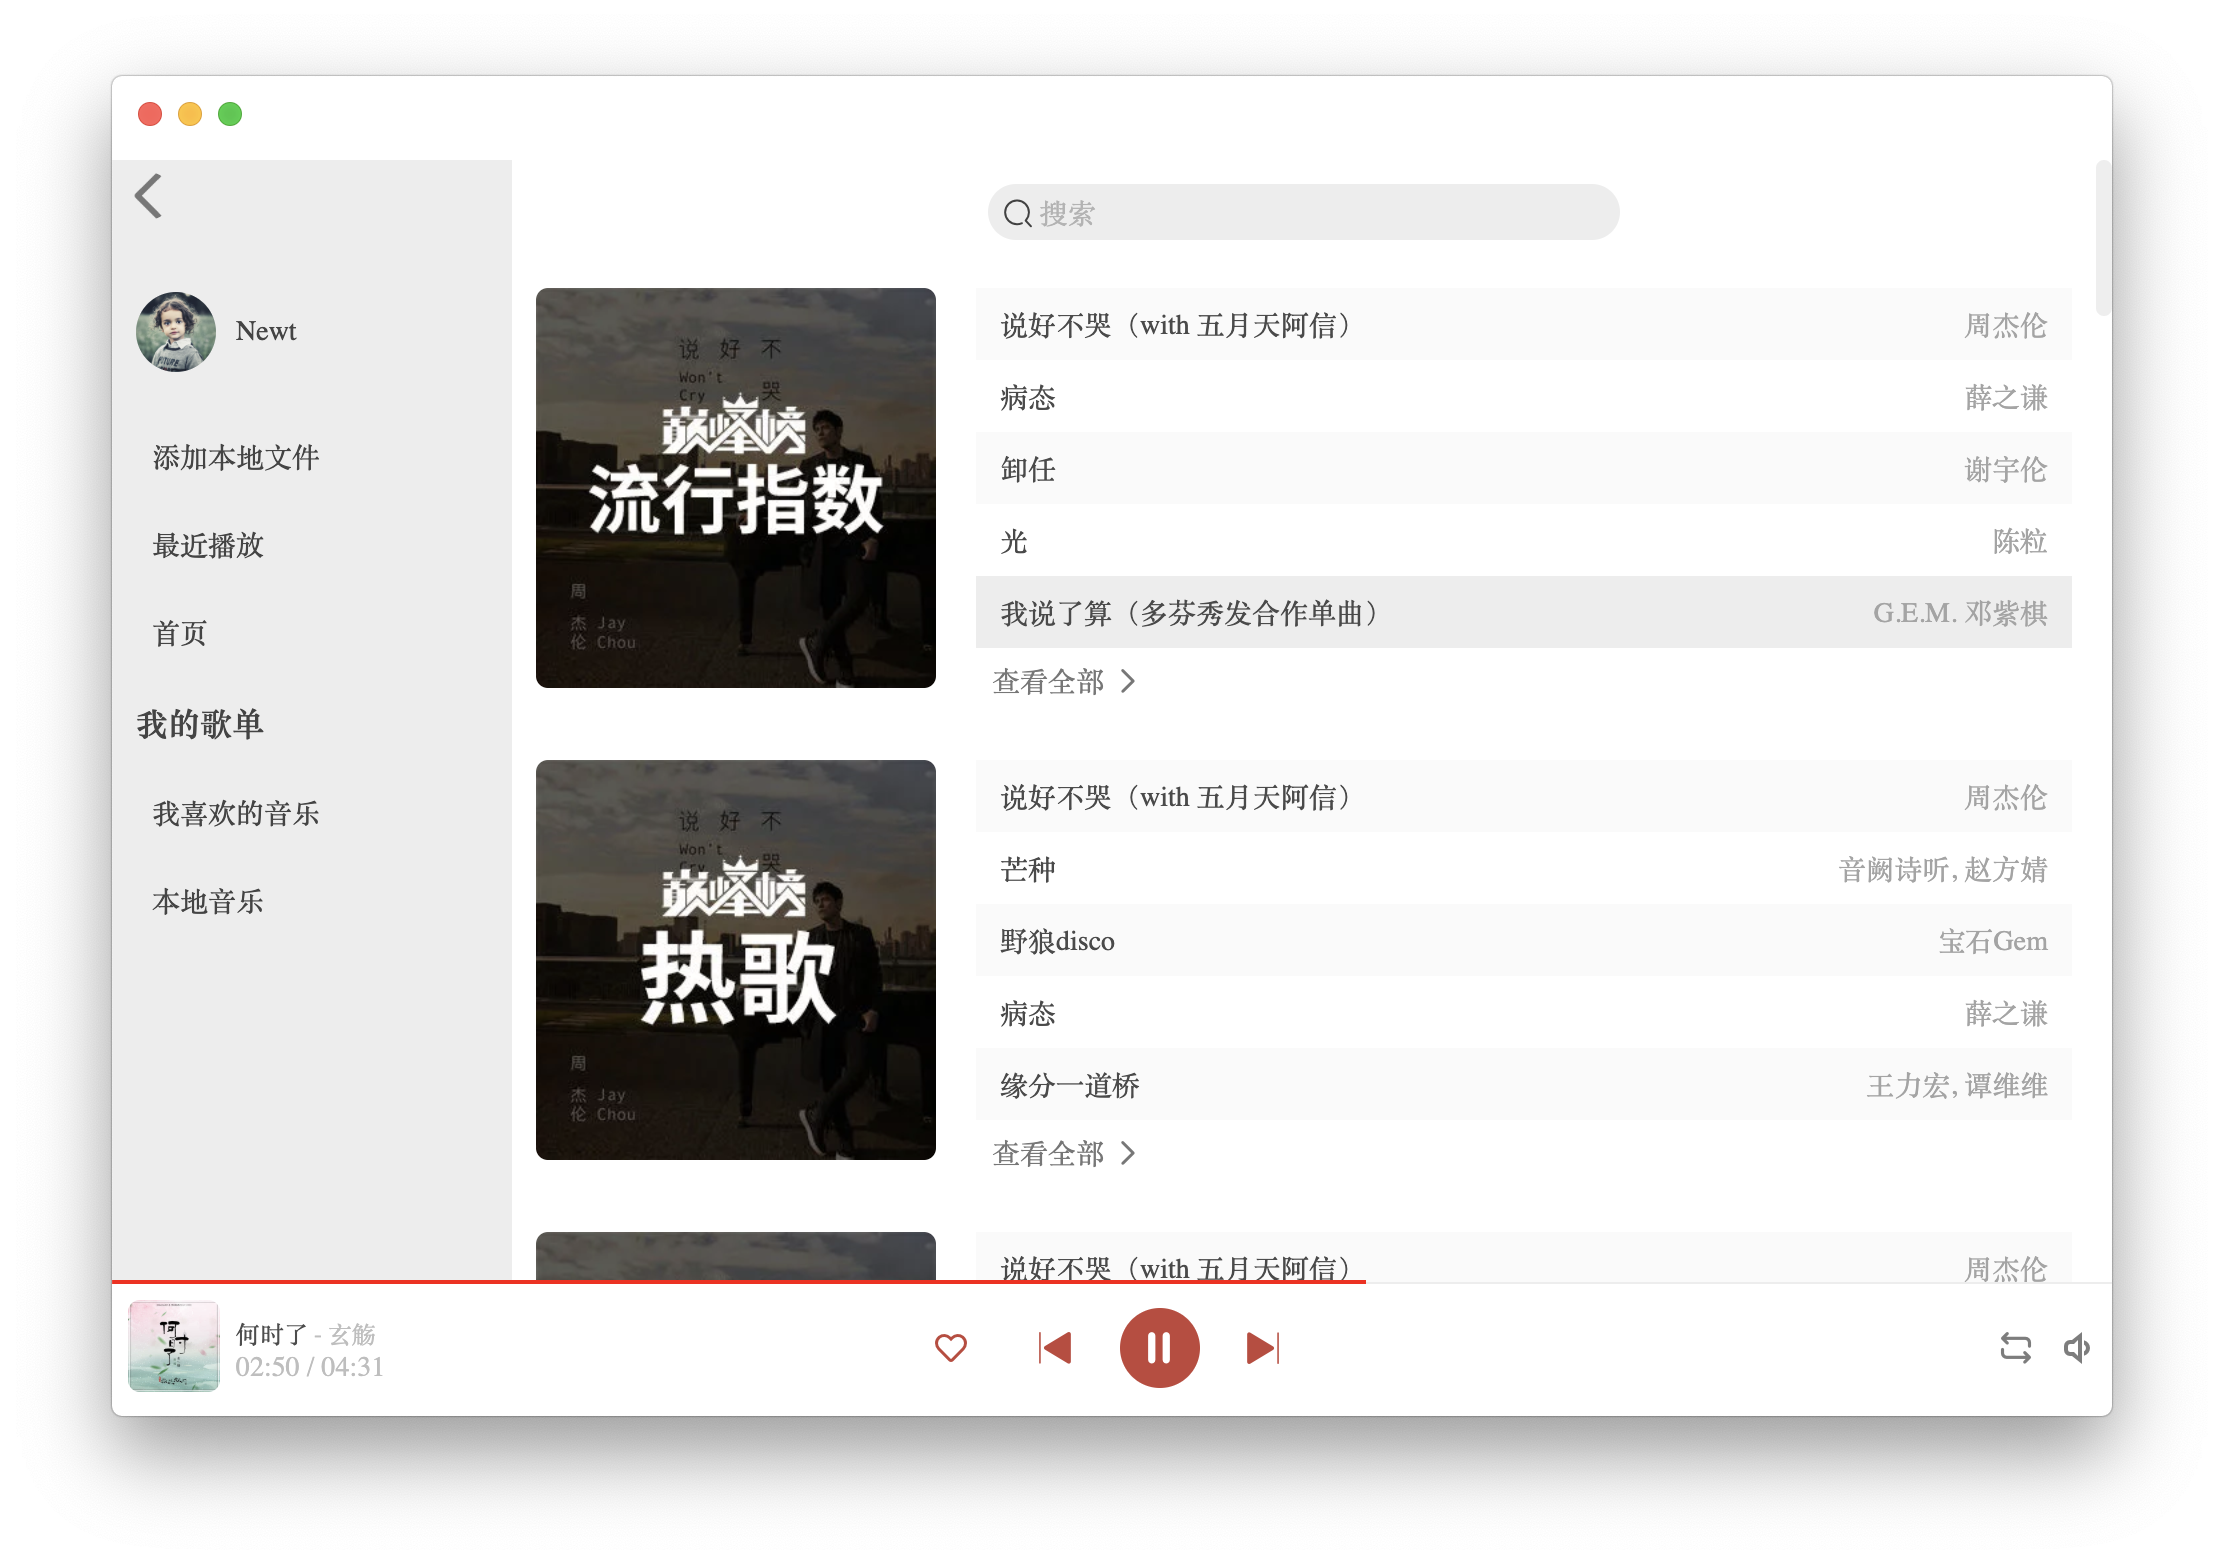 搜索
Newt
添加本地文件
最近播放
首页
我的歌单
我喜欢的音乐
本地音乐
说好不
Won't
Cry
哭
巅峰榜
流行指数
周
杰 Jay
伦 Chou
说好不哭（with 五月天阿信） 周杰伦
病态 薛之谦
卸任 谢宇伦
光 陈粒
我说了算（多芬秀发合作单曲） G.E.M. 邓紫棋
查看全部
说好不
Won't
Cry
哭
巅峰榜
热歌
周
杰 Jay
伦 Chou
说好不哭（with 五月天阿信） 周杰伦
芒种 音阙诗听, 赵方婧
野狼disco 宝石Gem
病态 薛之谦
缘分一道桥 王力宏, 谭维维
查看全部
说好不哭（with 五月天阿信） 周杰伦
何时了
何时了 - 玄觞
02:50 / 04:31